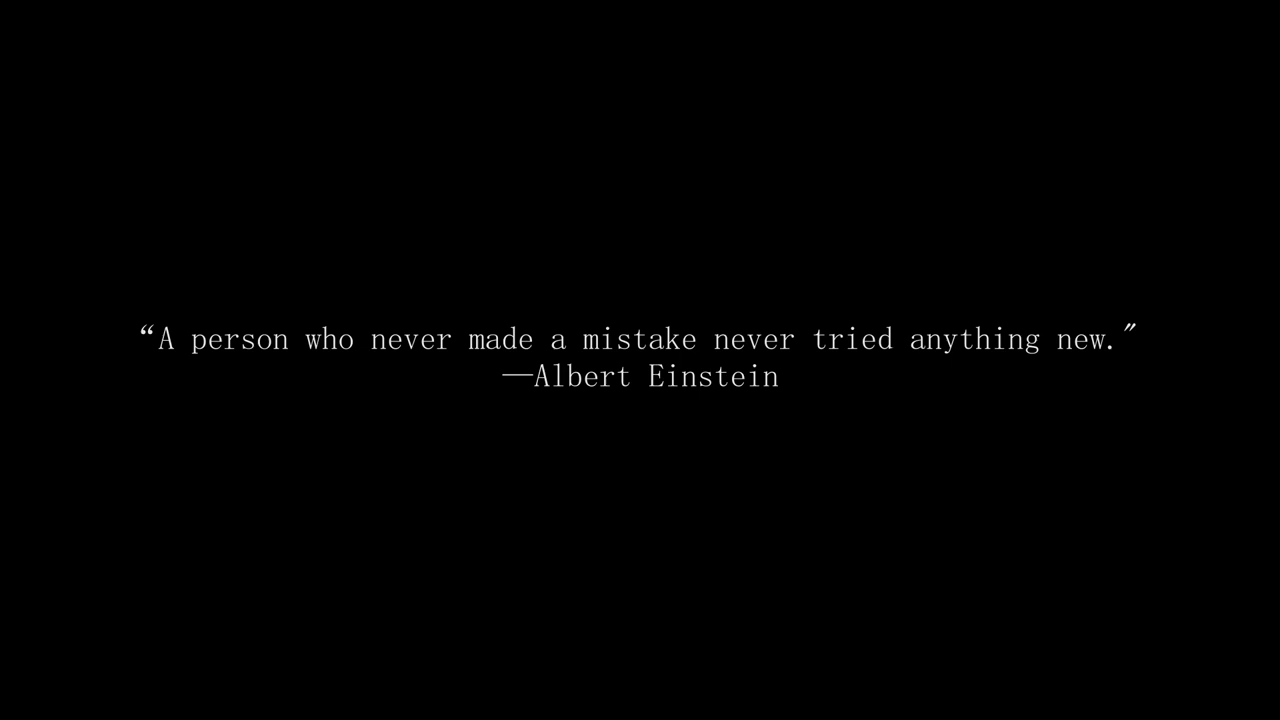 “A person who never made a mistake never tried anything new."
—Albert Einstein